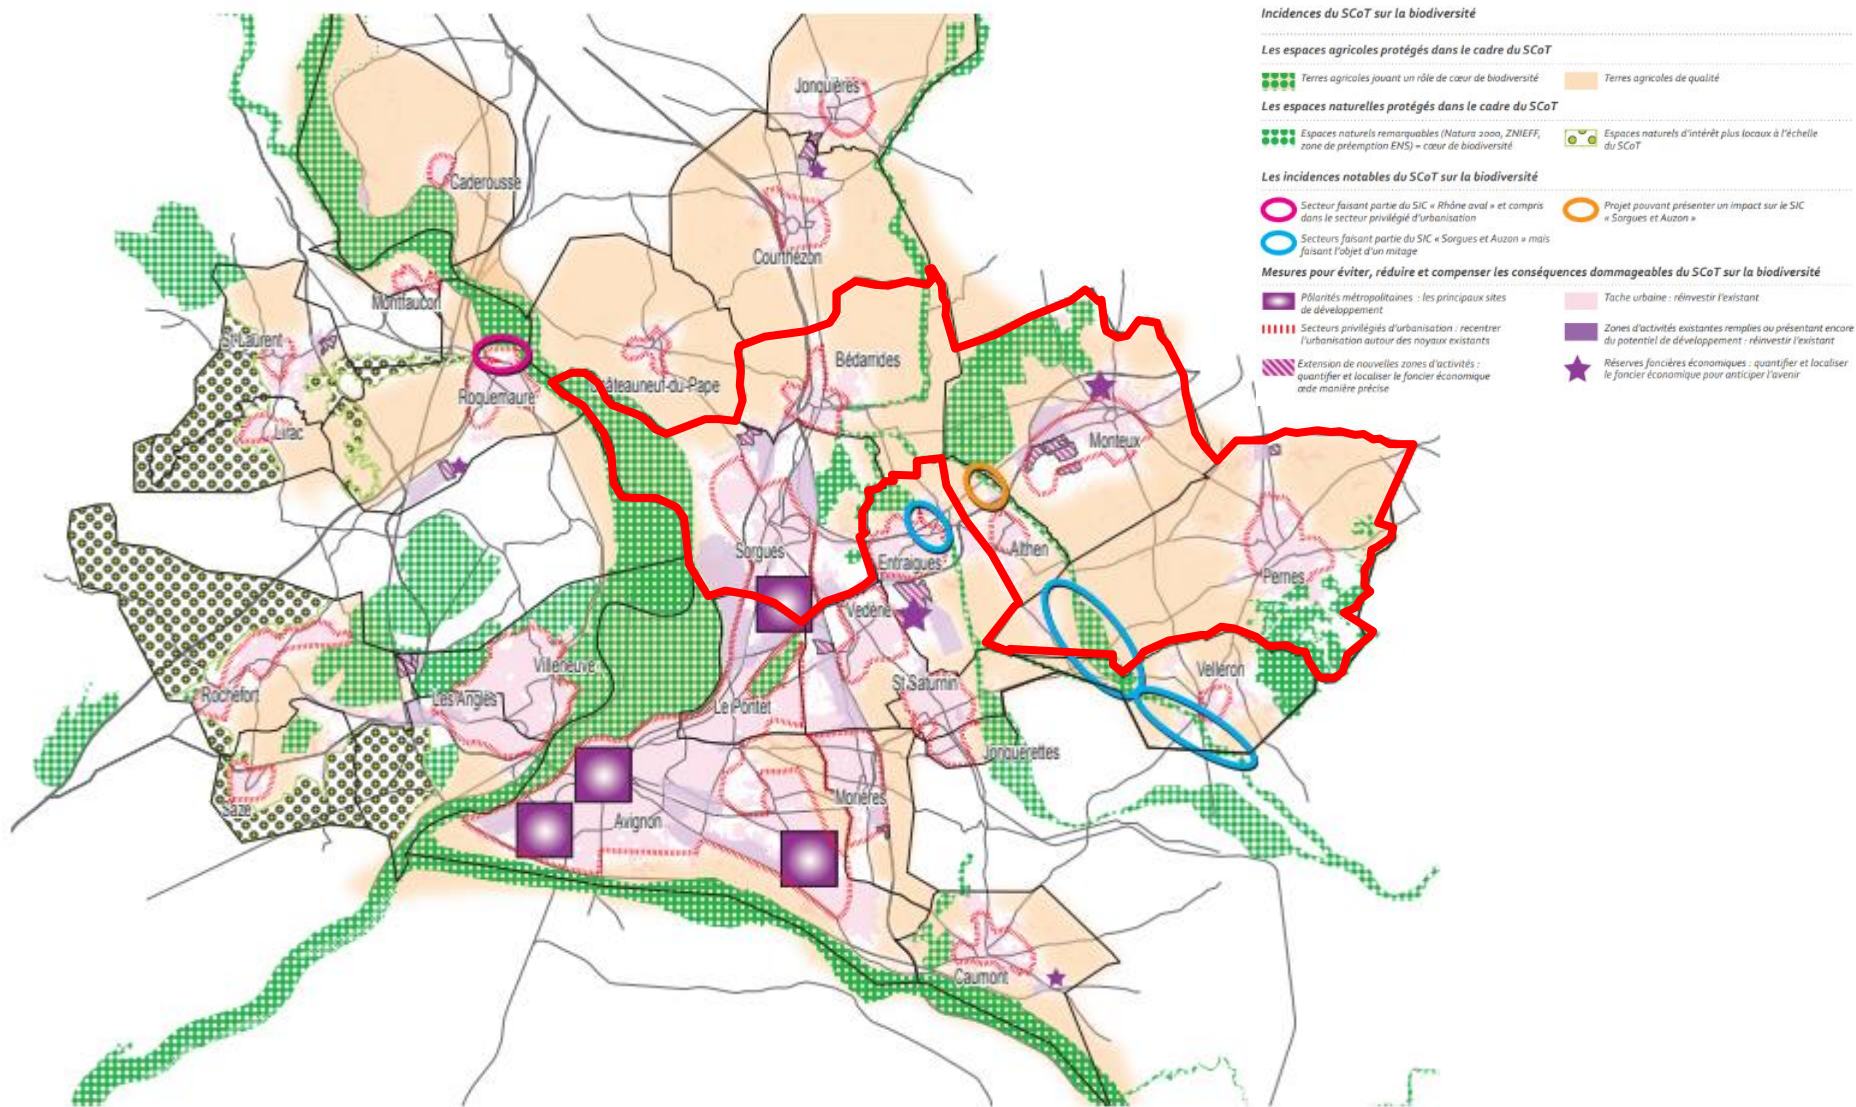 Incidences du SCoT sur la biodiversité
Les espaces agricoles protégés dans le cadre du SCoT
Terres agricoles jouant un rôle de cœur de biodiversité
Terres agricoles de qualité
Les espaces naturelles protégés dans le cadre du SCoT
Espaces naturels remarquables (Natura 2000, ZNIEFF,
zone de préemption ENS) = cœur de biodiversité
Espaces naturels d'intérêt plus locaux à l'échelle
du SCoT
Les incidences notables du SCoT sur la biodiversité
Secteur faisant partie du SIC « Rhône aval » et compris
dans le secteur privilégié d'urbanisation
Projet pouvant présenter un impact sur le SIC
« Sorgues et Auzon »
Secteurs faisant partie du SIC « Sorgues et Auzon » mais
faisant l'objet d'un mitage
Mesures pour éviter, réduire et compenser les conséquences dommageables du SCoT sur la biodiversité
Pôlarités métropolitaines : les principaux sites
de développement
Tache urbaine : réinvestir l'existant
Secteurs privilégiés d'urbanisation : recentrer
l'urbanisation autour des noyaux existants
Zones d'activités existantes remplies ou présentant encore
du potentiel de développement : réinvestir l'existant
Extension de nouvelles zones d'activités :
quantifier et localiser le foncier économique
œde manière précise
Réserves foncières économiques : quantifier et localiser
le foncier économique pour anticiper l'avenir
Jonquières
Caderousse
Courthézon
Montfaucon
St Laurent
Bédarrides
Châteauneuf-du-Pape
Roquemaure
Lirac
Monteux
Sorgues
Althen
Entraigues
Pernes
Vedène
Villeneuve
Velleron
St Saturnin
Rochefort
Les Angles
Le Pontet
Jonquerettes
Morières
Saze
Avignon
Caumont